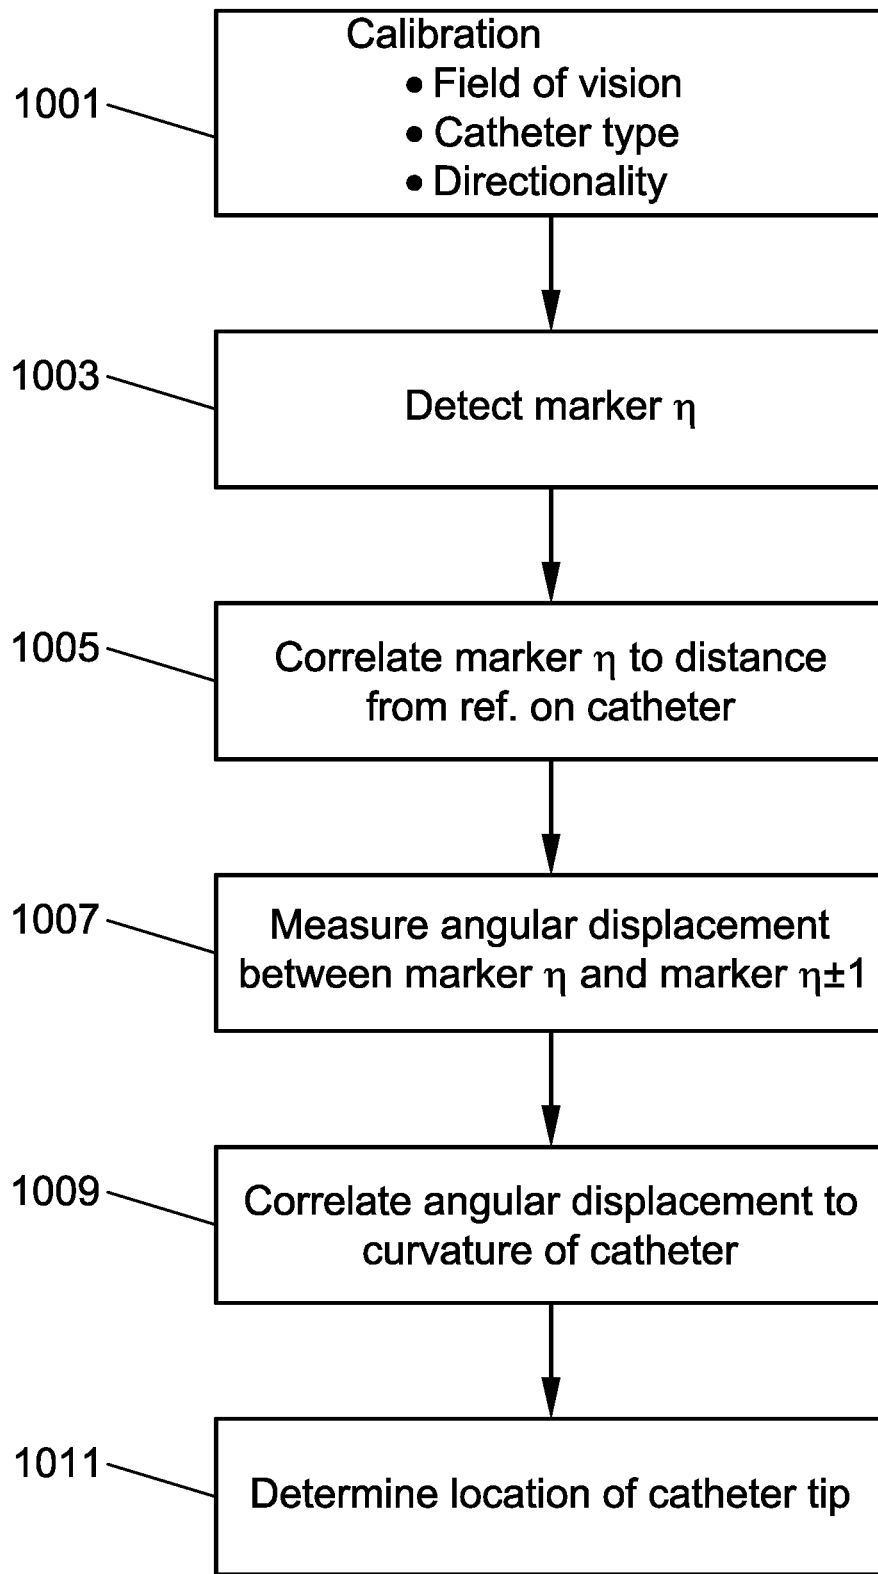 1001
Calibration
• Field of vision
• Catheter type
• Directionality
1003
Detect marker η
1005
Correlate marker η to distance
from ref. on catheter
1007
Measure angular displacement
between marker η and marker η±1
1009
Correlate angular displacement to
curvature of catheter
1011
Determine location of catheter tip